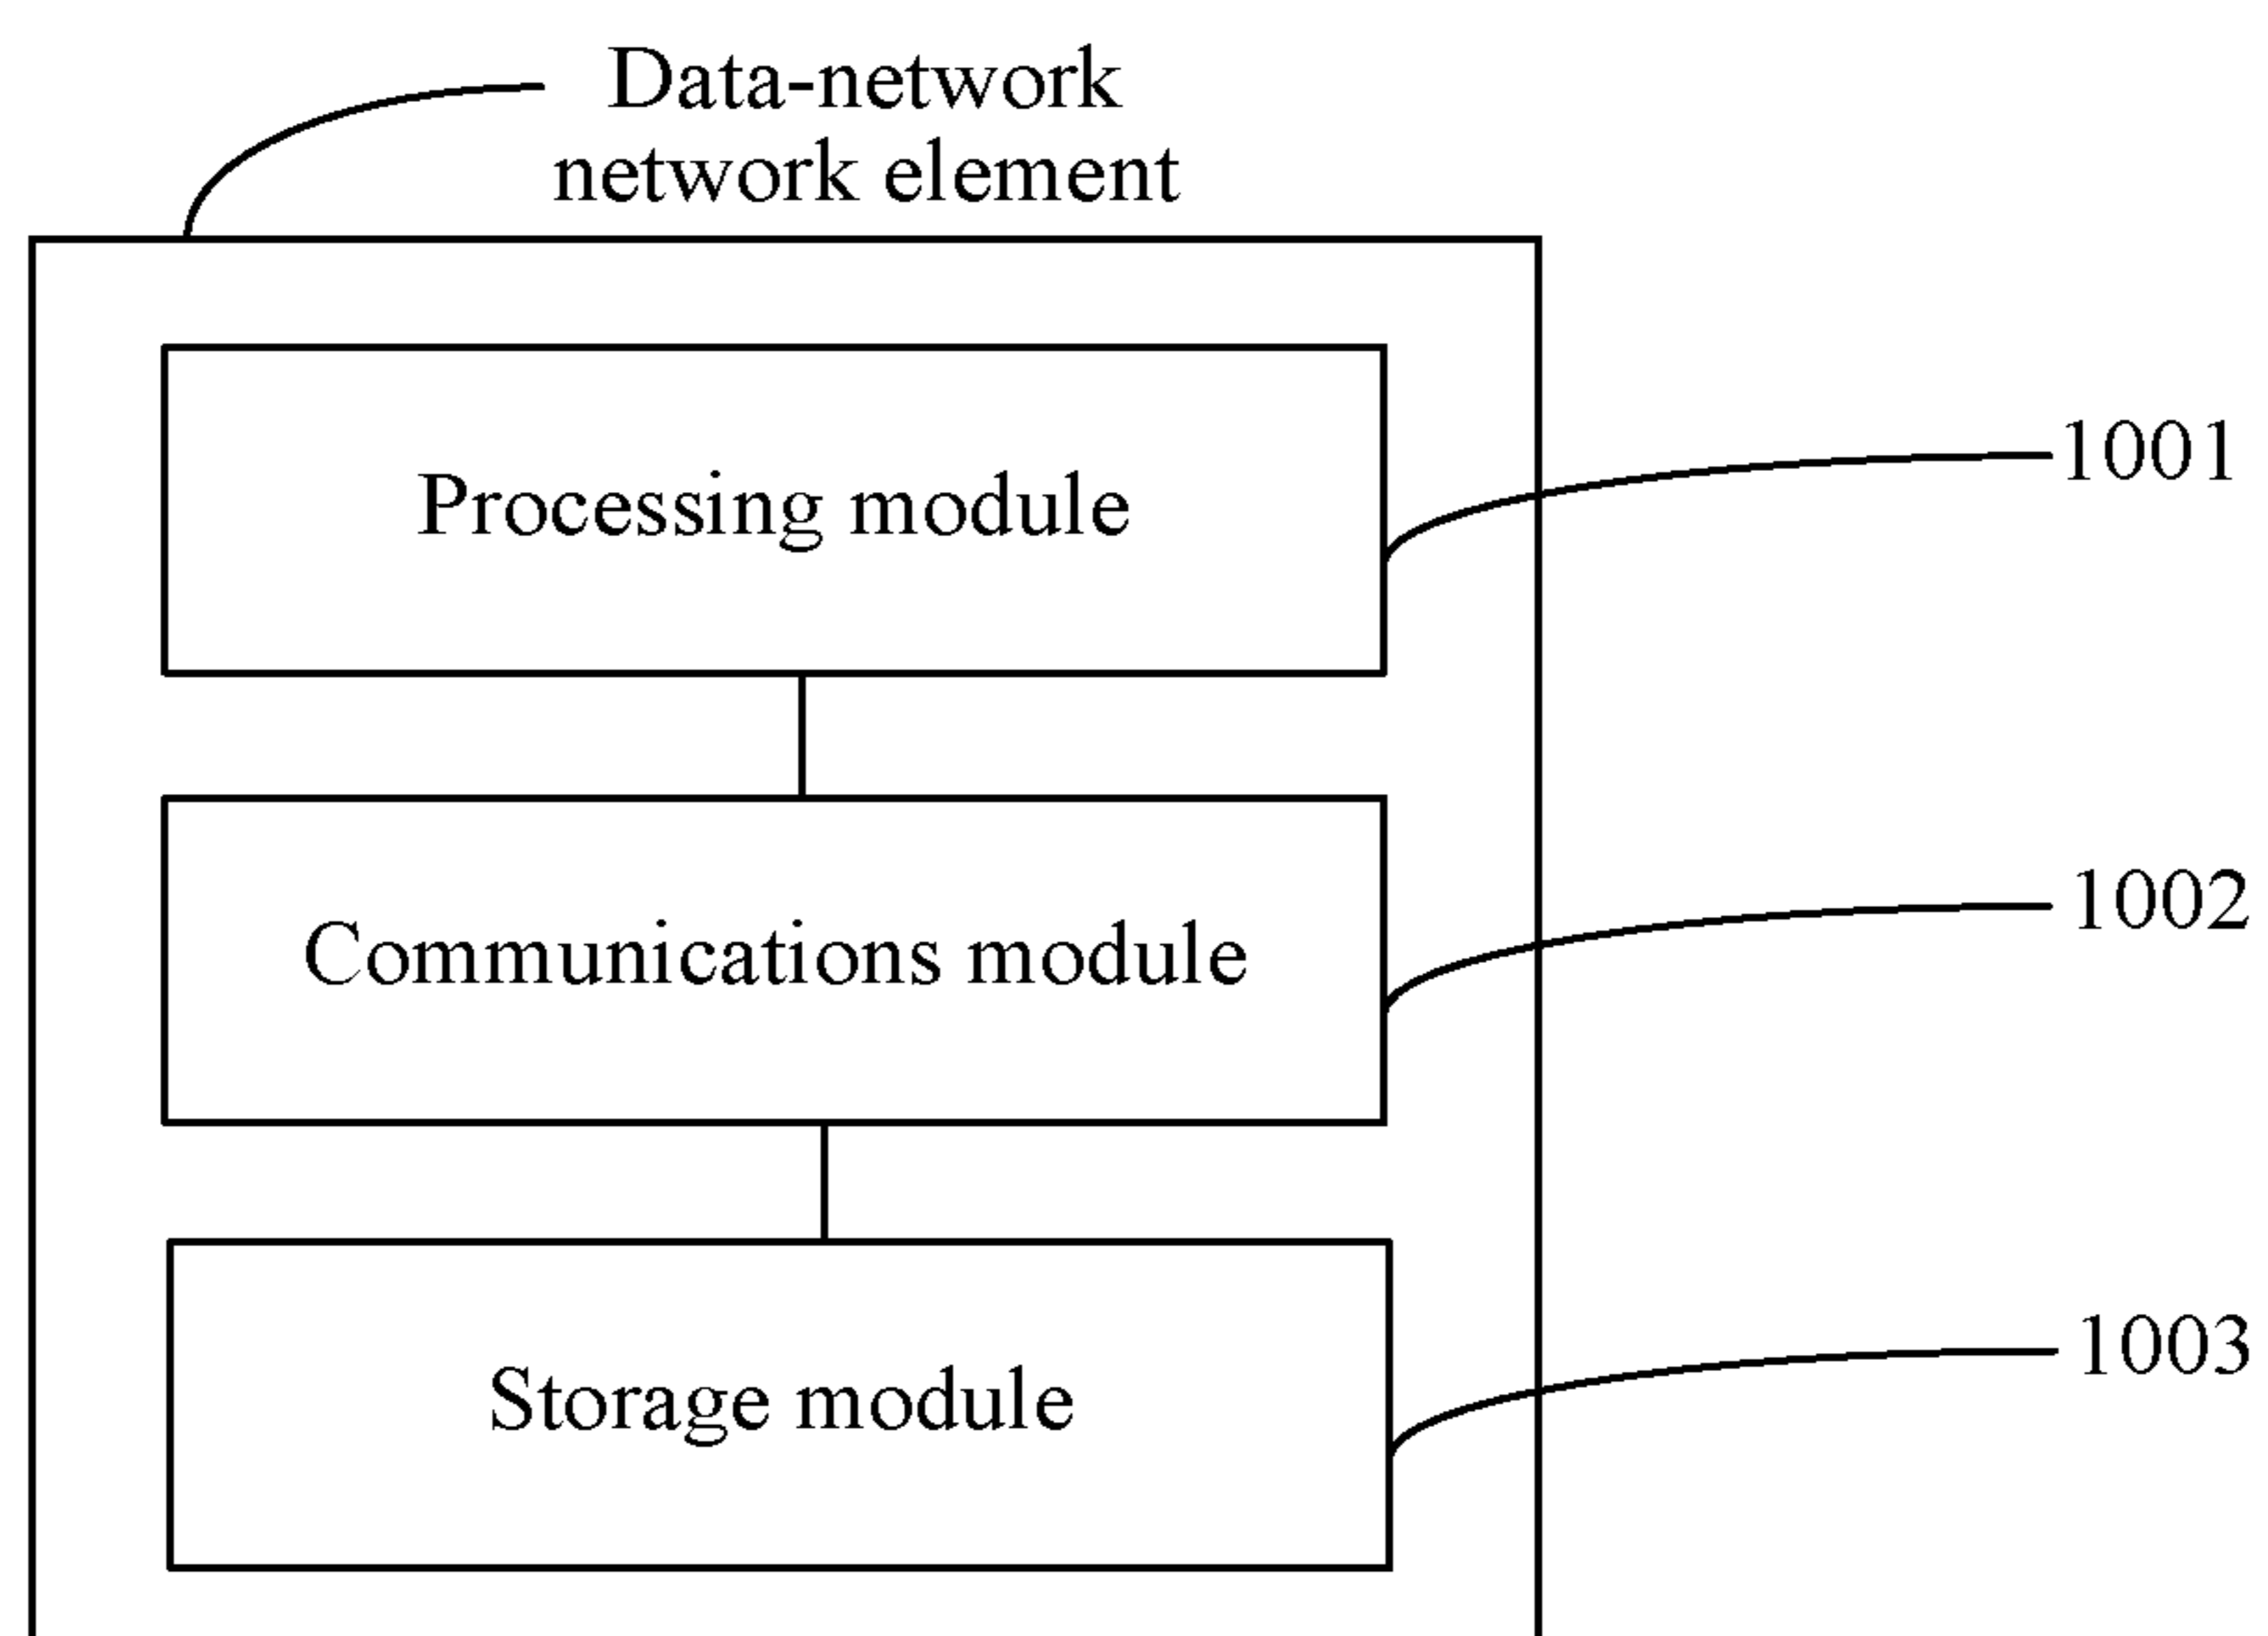 Data-network
network element
Processing module
1001
Communications module
1002
Storage module
1003